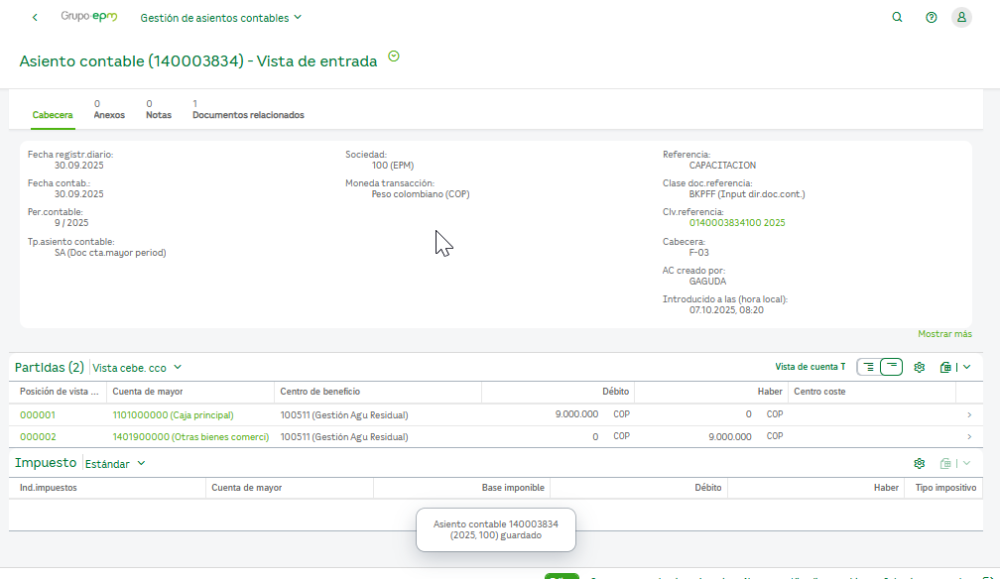 Grupo·epm Gestión de asientos contables
Asiento contable (140003834) - Vista de entrada
0 0 1
Cabecera Anexos Notas Documentos relacionados
Fecha registr.diario: Sociedad: Referencia:
30.09.2025 100 (EPM) CAPACITACION
Fecha contab.: Moneda transacción: Clase doc.referencia:
30.09.2025 Peso colombiano (COP) BKPFF (Input dir.doc.cont.)
Per.contable: Clv.referencia:
9 / 2025 0140003834100 2025
Tp.asiento contable: Cabecera:
SA (Doc cta.mayor period) F-03
AC creado por:
GAGUDA
Introducido a las (hora local):
07.10.2025, 08:20
Mostrar más
Partidas (2) Vista cebe. cco Vista de cuenta T
Posición de vista ... Cuenta de mayor Centro de beneficio Débito Haber Centro coste
000001 1101000000 (Caja principal) 100511 (Gestión Agu Residual) 9.000.000 COP 0 COP
000002 1401900000 (Otras bienes comerci) 100511 (Gestión Agu Residual) 0 COP 9.000.000 COP
Impuesto Estándar
Ind.impuestos Cuenta de mayor Base imponible Débito Haber Tipo impositivo
Asiento contable 140003834
(2025, 100) guardado